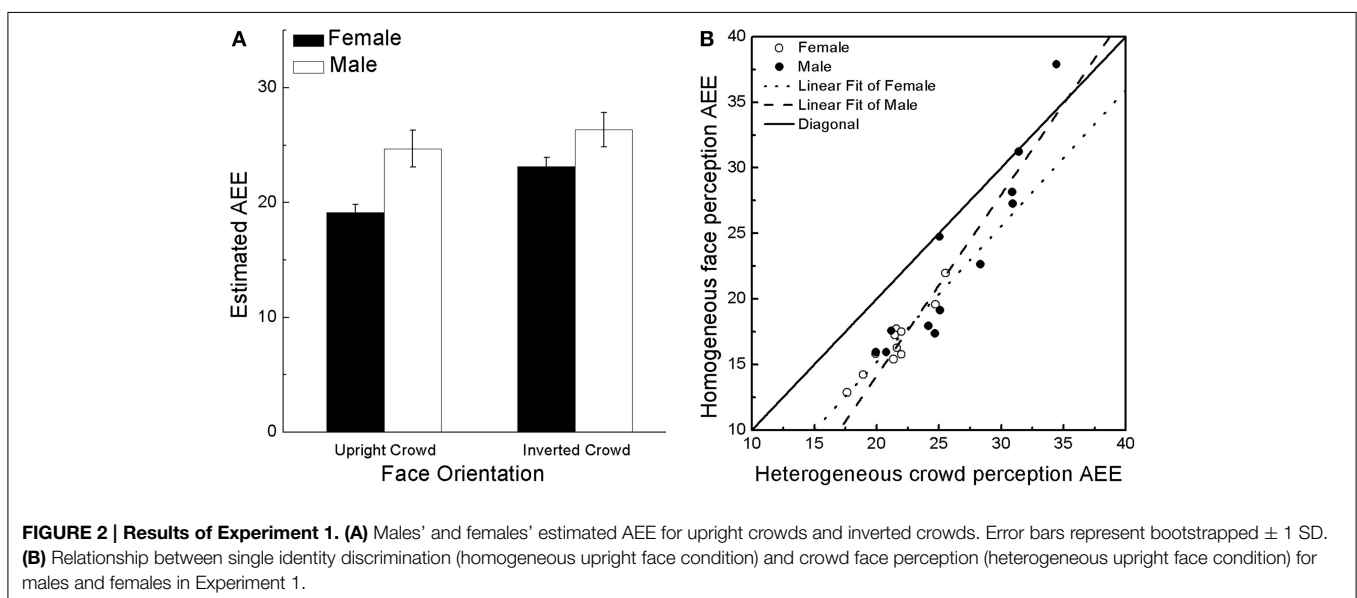 A
Female
Male
Estimated AEE
30
20
10
0
Upright Crowd
Inverted Crowd
Face Orientation
B
Female
Male
Linear Fit of Female
Linear Fit of Male
Diagonal
Homogeneous face perception AEE
40
35
30
25
20
15
10
10 15 20 25 30 35 40
Heterogeneous crowd perception AEE
FIGURE 2 | Results of Experiment 1. (A) Males' and females' estimated AEE for upright crowds and inverted crowds. Error bars represent bootstrapped ± 1 SD.
(B) Relationship between single identity discrimination (homogeneous upright face condition) and crowd face perception (heterogeneous upright face condition) for
males and females in Experiment 1.